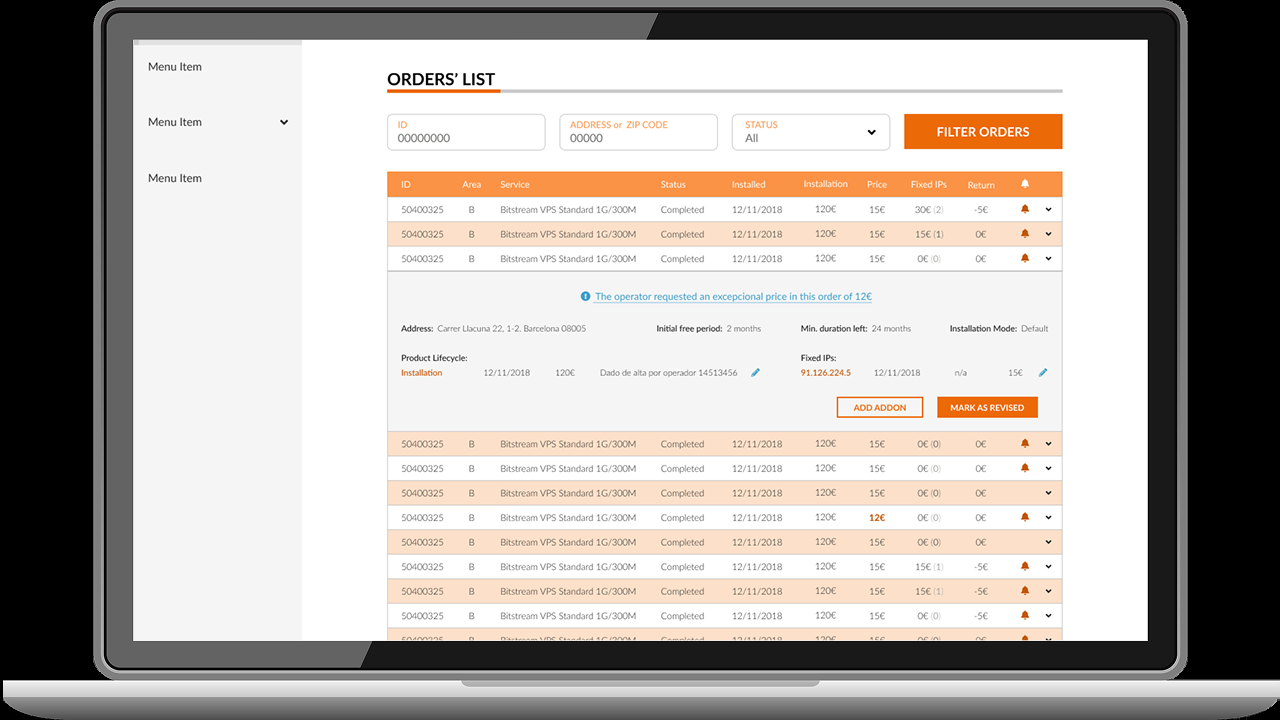 Menu Item
Menu Item
Menu Item
ORDERS' LIST
ID ADDRESS or ZIP CODE STATUS
00000000 00000 All FILTER ORDERS
ID Area Service Status Installed Installation Price Fixed IPs Return
50400325 B Bitstream VPS Standard 1G/300M Completed 12/11/2018 120€ 15€ 30€ (2) -5€
50400325 B Bitstream VPS Standard 1G/300M Completed 12/11/2018 120€ 15€ 15€ (1) 0€
50400325 B Bitstream VPS Standard 1G/300M Completed 12/11/2018 120€ 15€ 0€ (0) 0€
The operator requested an excepcional price in this order of 12€
Address: Carrer Llacuna 22, 1-2. Barcelona 08005 Initial free period: 2 months Min. duration left: 24 months Installation Mode: Default
Product Lifecycle: Fixed IPs:
Installation 12/11/2018 120€ Dado de alta por operador 14513456 91.126.224.5 12/11/2018 n/a 15€
ADD ADDON MARK AS REVISED
50400325 B Bitstream VPS Standard 1G/300M Completed 12/11/2018 120€ 15€ 0€ (0) 0€
50400325 B Bitstream VPS Standard 1G/300M Completed 12/11/2018 120€ 15€ 0€ (0) 0€
50400325 B Bitstream VPS Standard 1G/300M Completed 12/11/2018 120€ 15€ 0€ (0) 0€
50400325 B Bitstream VPS Standard 1G/300M Completed 12/11/2018 120€ 12€ 0€ (0) 0€
50400325 B Bitstream VPS Standard 1G/300M Completed 12/11/2018 120€ 15€ 0€ (0) 0€
50400325 B Bitstream VPS Standard 1G/300M Completed 12/11/2018 120€ 15€ 15€ (1) -5€
50400325 B Bitstream VPS Standard 1G/300M Completed 12/11/2018 120€ 15€ 15€ (1) -5€
50400325 B Bitstream VPS Standard 1G/300M Completed 12/11/2018 120€ 15€ 0€ (0) -5€